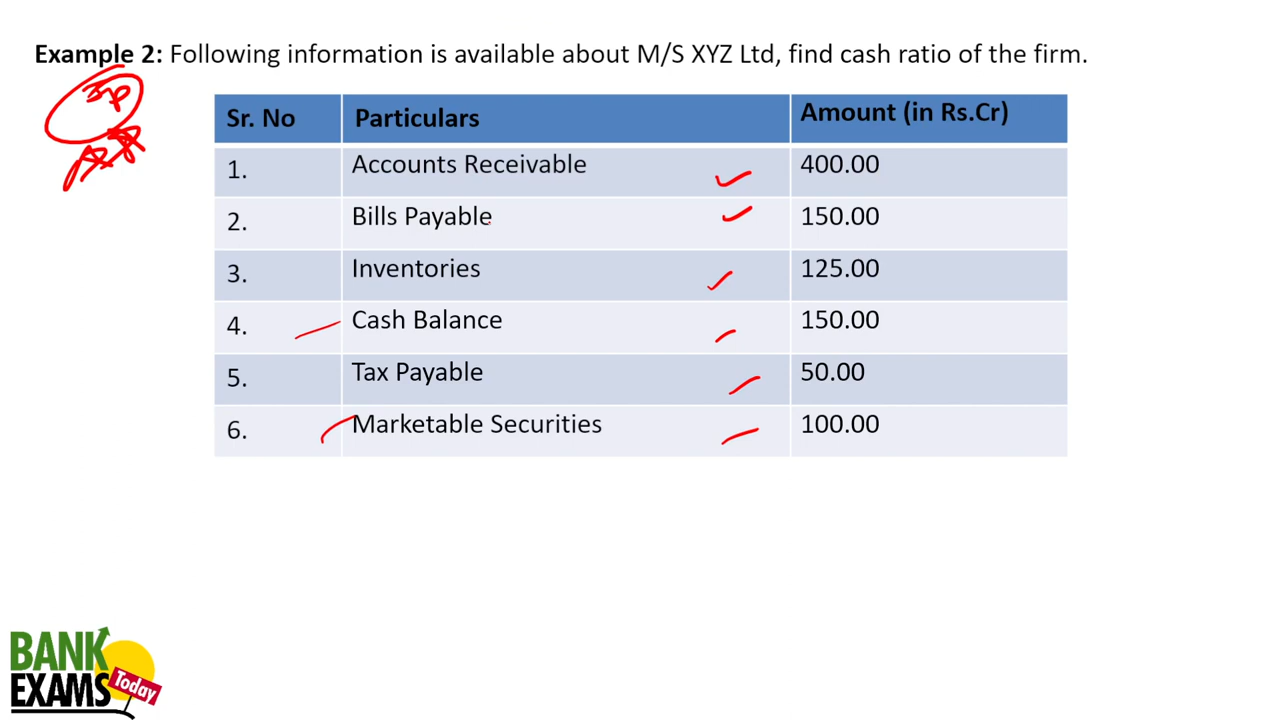 Example 2: Following information is available about M/S XYZ Ltd, find cash ratio of the firm.
Sr. No Particulars Amount (in Rs.Cr)
1. Accounts Receivable 400.00
2. Bills Payable 150.00
3. Inventories 125.00
4. Cash Balance 150.00
5. Tax Payable 50.00
6. Marketable Securities 100.00
BANK
EXAMS
Today